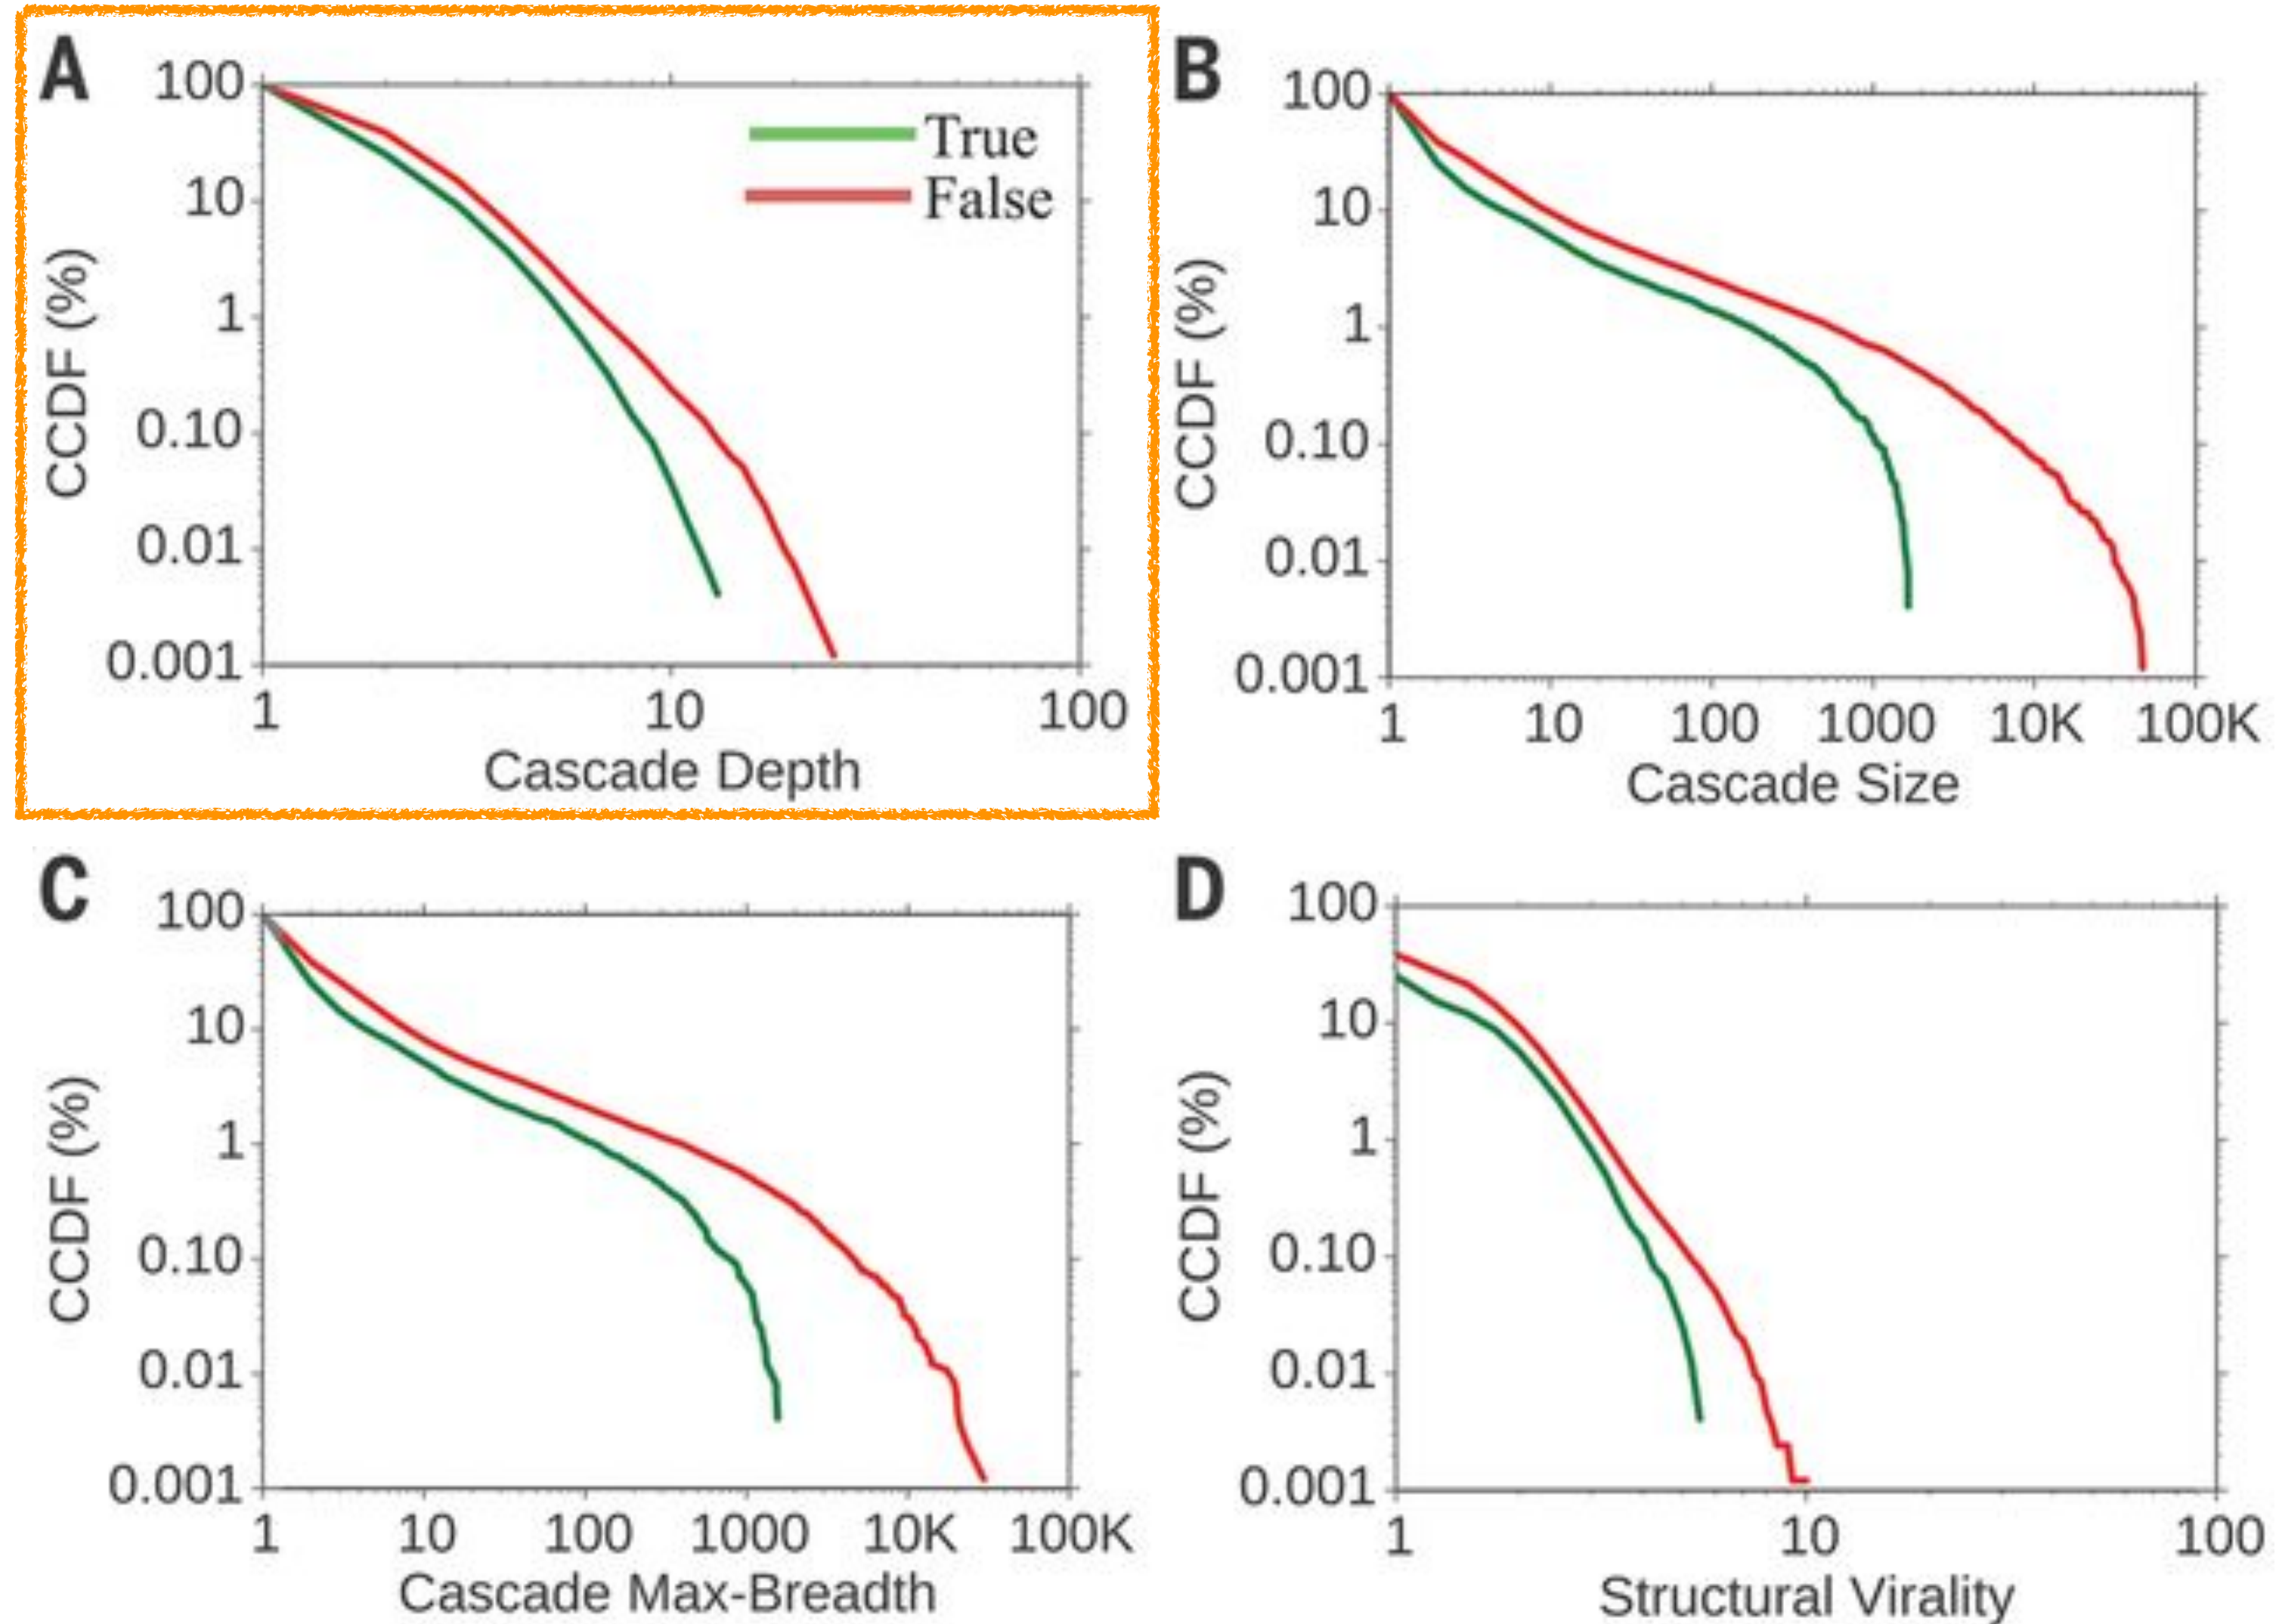 A
100
10
1
0.10
0.01
0.001
CCDF (%)
True
False
1 10 100
Cascade Depth
B
100
10
1
0.10
0.01
0.001
CCDF (%)
1 10 100 1000 10K 100K
Cascade Size
C
100
10
1
0.10
0.01
0.001
CCDF (%)
1 10 100 1000 10K 100K
Cascade Max-Breadth
D
100
10
1
0.10
0.01
0.001
CCDF (%)
1 10 100
Structural Virality